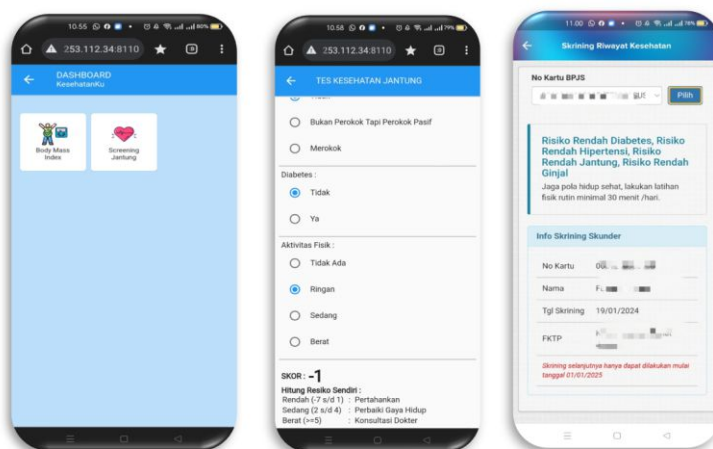 10.55
80%
253.112.34:8110
DASHBOARD
KesehatanKu
Body Mass
Index
Screening
Jantung
10.58
79%
253.112.34:8110
TES KESEHATAN JANTUNG
Bukan Perokok Tapi Perokok Pasif
Merokok
Diabetes :
Tidak
Ya
Aktivitas Fisik :
Tidak Ada
Ringan
Sedang
Berat
SKOR : -1
Hitung Resiko Sendiri :
Rendah (-7 s/d 1) : Pertahankan
Sedang (2 s/d 4) : Perbaiki Gaya Hidup
Berat (>=5) : Konsultasi Dokter
11.00
Skrining Riwayat Kesehatan
No Kartu BPJS
Pilih
Risiko Rendah Diabetes, Risiko
Rendah Hipertensi, Risiko
Rendah Jantung, Risiko Rendah
Ginjal
Jaga pola hidup sehat, lakukan latihan
fisik rutin minimal 30 menit /hari.
Info Skrining Skunder
No Kartu
Nama
Tgl Skrining 19/01/2024
FKTP
Skrining selanjutnya hanya dapat dilakukan mulai
tanggal 01/01/2025